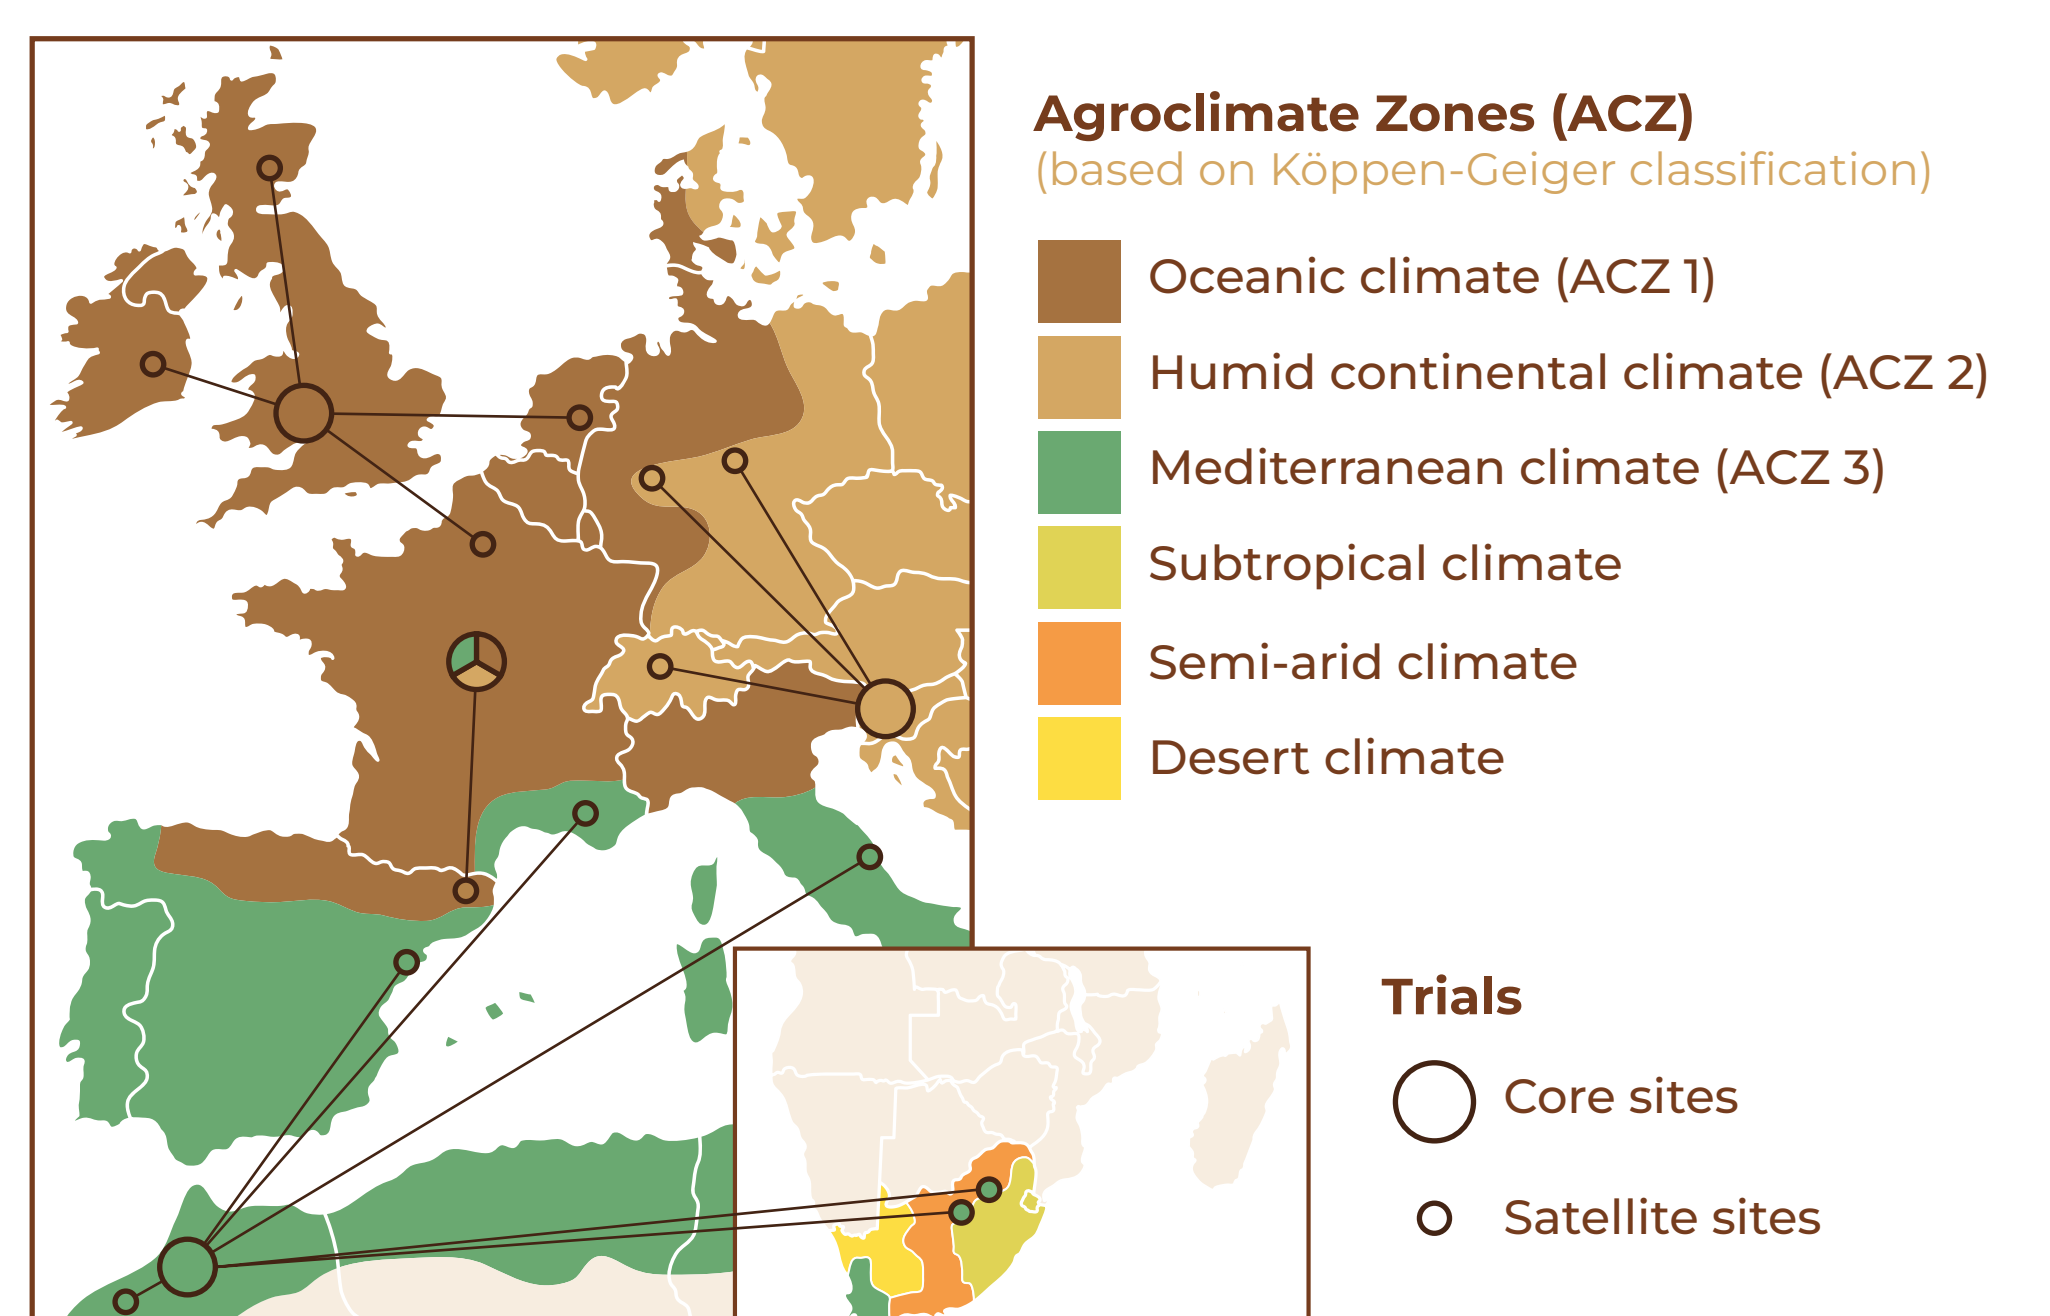 Agroclimate Zones (ACZ)
(based on Köppen-Geiger classification)
Oceanic climate (ACZ 1)
Humid continental climate (ACZ 2)
Mediterranean climate (ACZ 3)
Subtropical climate
Semi-arid climate
Desert climate
Trials
Core sites
Satellite sites